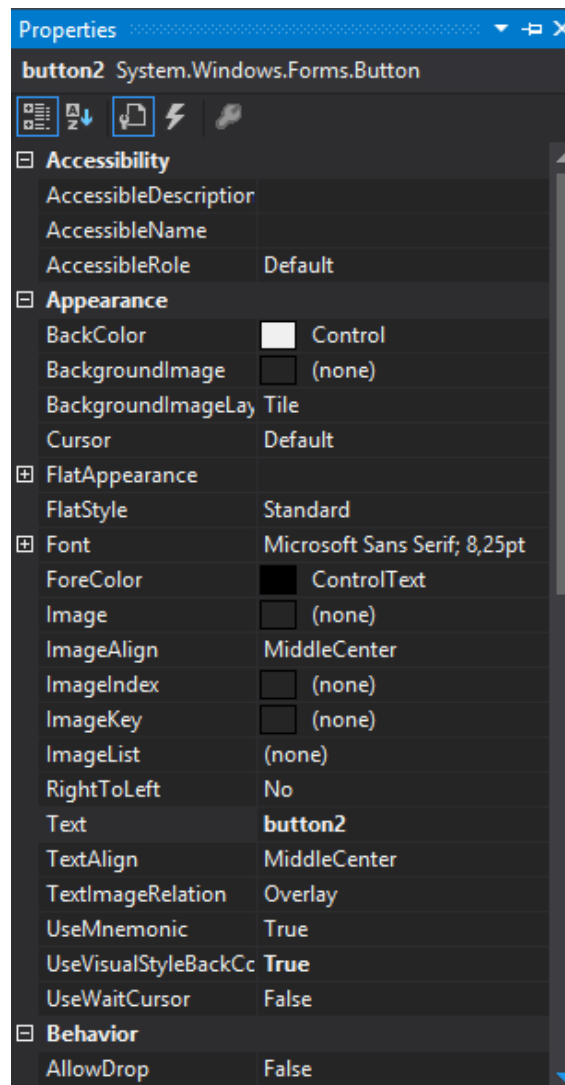 Properties
button2 System.Windows.Forms.Button
Accessibility
AccessibleDescription
AccessibleName
AccessibleRole Default
Appearance
BackColor Control
BackgroundImage (none)
BackgroundImageLay Tile
Cursor Default
FlatAppearance
FlatStyle Standard
Font Microsoft Sans Serif; 8,25pt
ForeColor ControlText
Image (none)
ImageAlign MiddleCenter
ImageIndex (none)
ImageKey (none)
ImageList (none)
RightToLeft No
Text button2
TextAlign MiddleCenter
TextImageRelation Overlay
UseMnemonic True
UseVisualStyleBackCo True
UseWaitCursor False
Behavior
AllowDrop False